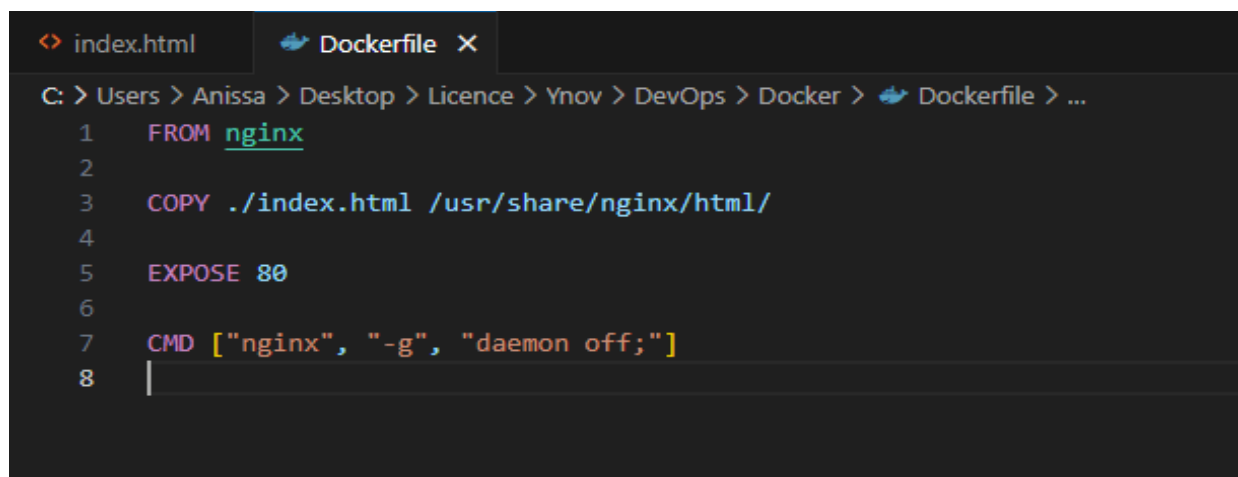 index.html Dockerfile
C: > Users > Anissa > Desktop > Licence > Ynov > DevOps > Docker > Dockerfile > ...
1 FROM nginx
2
3 COPY ./index.html /usr/share/nginx/html/
4
5 EXPOSE 80
6
7 CMD ["nginx", "-g", "daemon off;"]
8